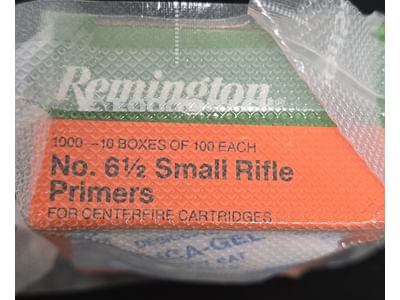 Remington
1000—10 BOXES OF 100 EACH
No. 6½ Small Rifle
Primers
FOR CENTERFIRE CARTRIDGES